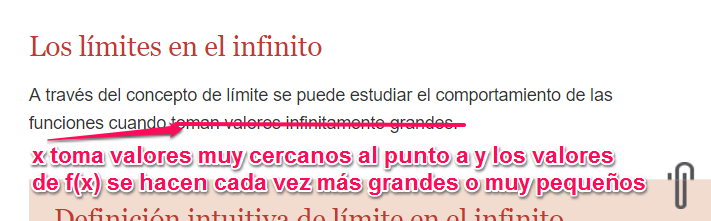 Los límites en el infinito
A través del concepto de límite se puede estudiar el comportamiento de las
funciones cuando toman valores infinitamente grandes.
x toma valores muy cercanos al punto a y los valores
de f(x) se hacen cada vez más grandes o muy pequeños
Definición intuitiva de límite en el infinito